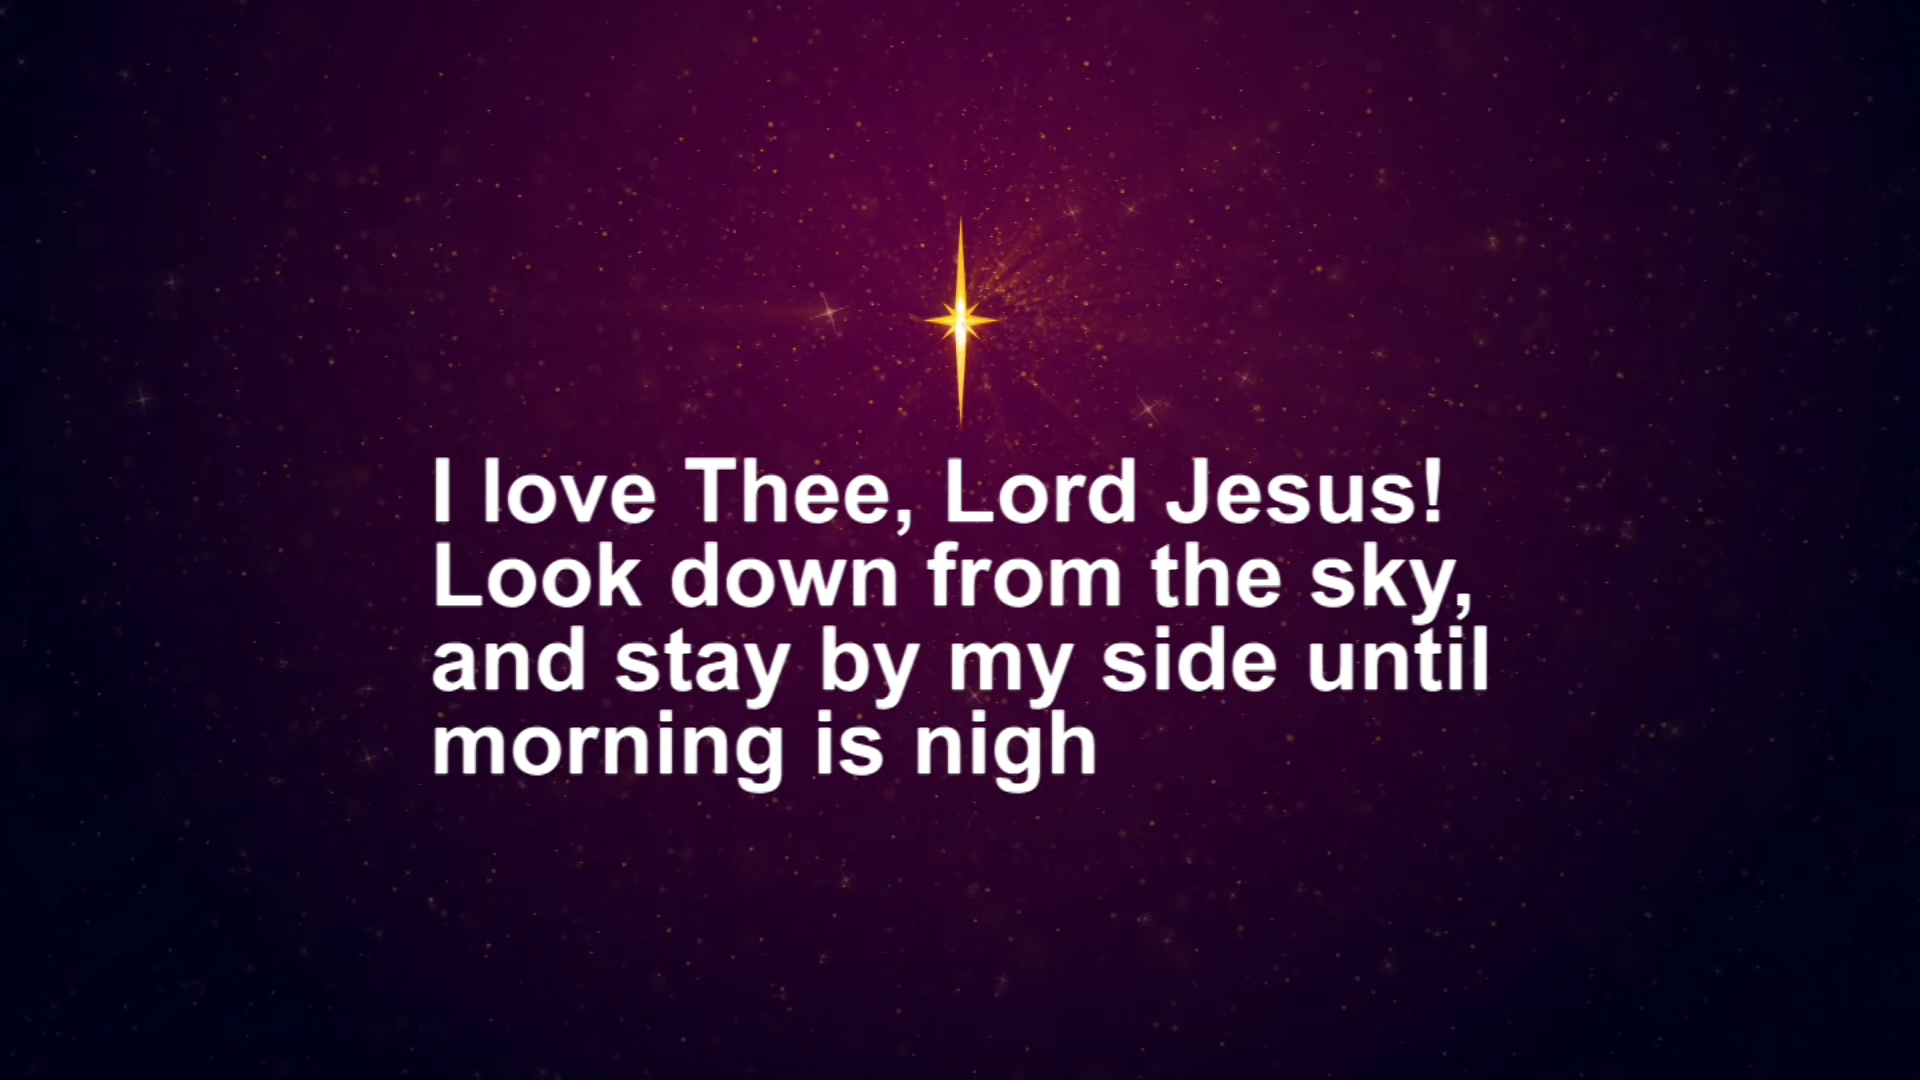 I love Thee, Lord Jesus!
Look down from the sky,
and stay by my side until
morning is nigh